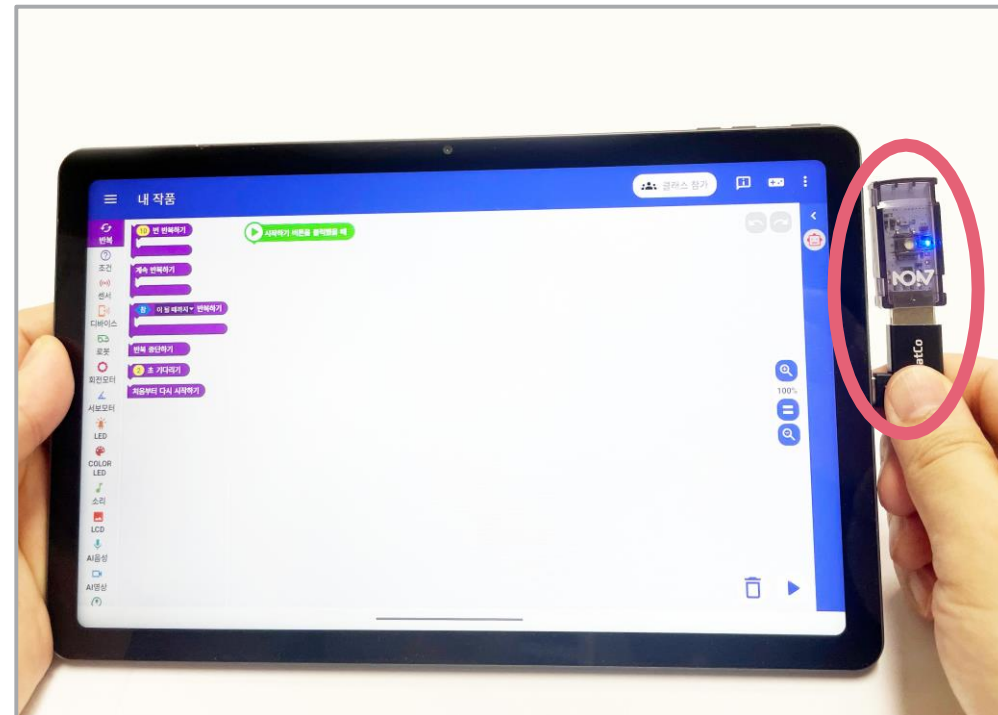 내 작품
클래스 참가
반복
조건
센서
디바이스
로봇
회전모터
서보모터
LED
COLOR
LED
소리
LCD
AI음성
AI영상
10 번 반복하기
계속 반복하기
참 이 될 때까지 반복하기
반복 중단하기
2 초 기다리기
처음부터 다시 시작하기
시작하기 버튼을 클릭했을 때
100%